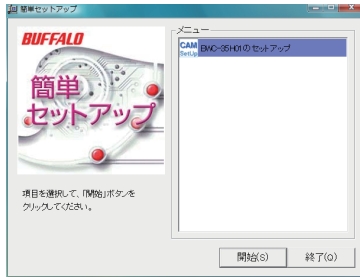 簡単セットアップ
BUFFALO
簡単
セットアップ
項目を選択して、「開始」ボタンを
クリックしてください。
メニュー
CAM
SetUp
BWC-35H01のセットアップ
開始(S)
終了(Q)